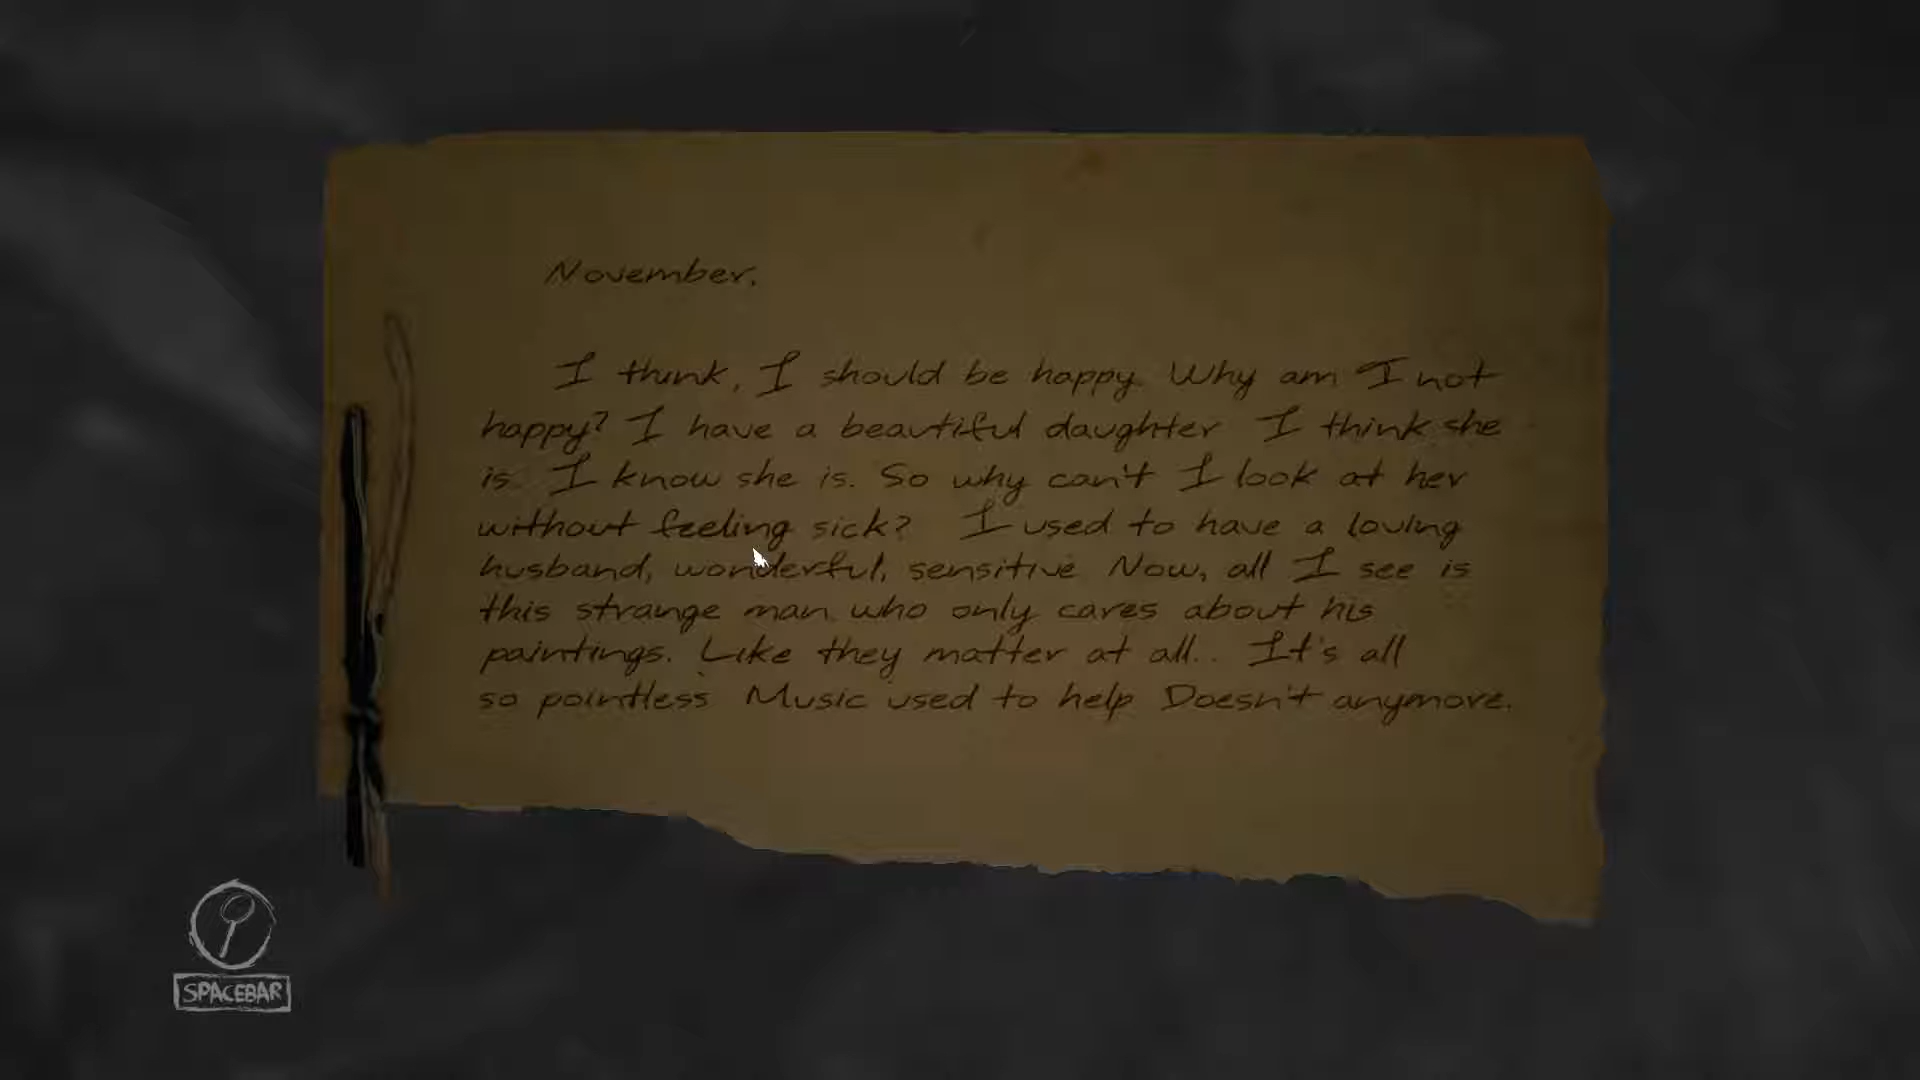 November.
I think, I should be happy. Why am I not
happy? I have a beautiful daughter. I think she
is. I know she is. So why can't I look at her
without feeling sick? I used to have a loving
husband, wonderful, sensitive. Now, all I see is
this strange man who only cares about his
paintings. Like they matter at all.. It's all
so pointless. Music used to help. Doesn't anymore.
SPACEBAR